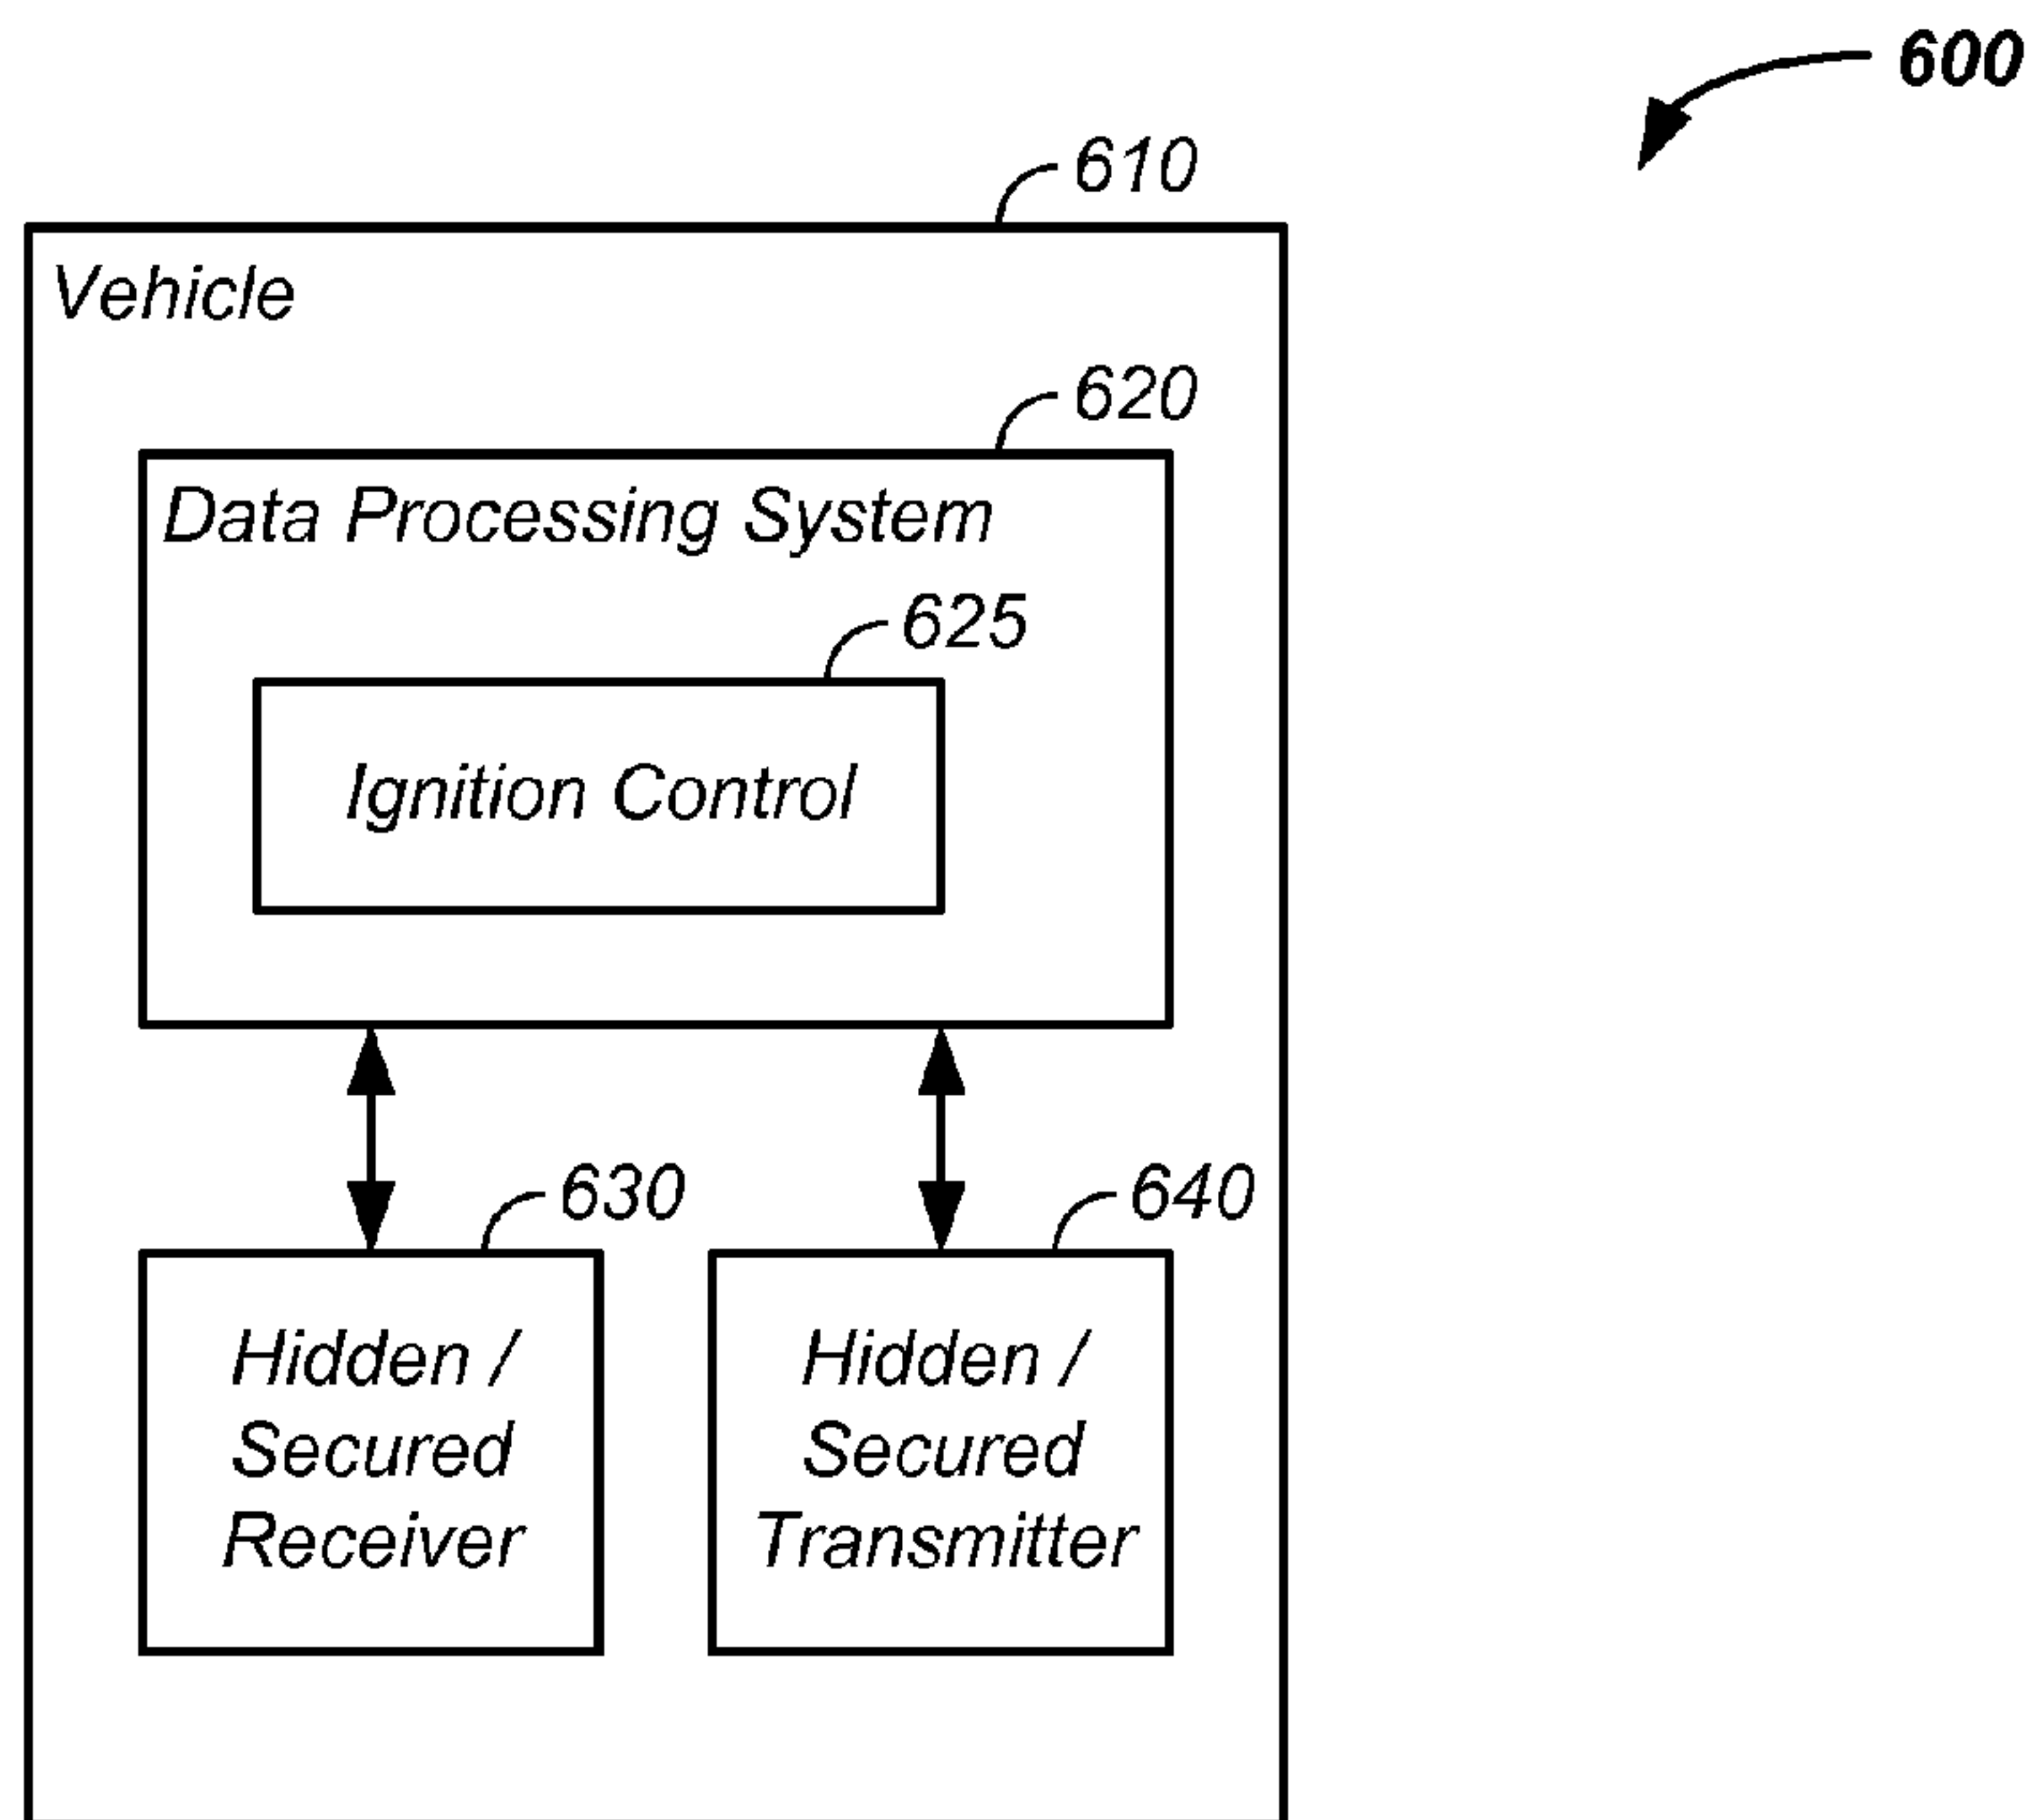 600
610
Vehicle
620
Data Processing System
625
Ignition Control
630
640
Hidden /
Secured
Receiver
Hidden /
Secured
Transmitter